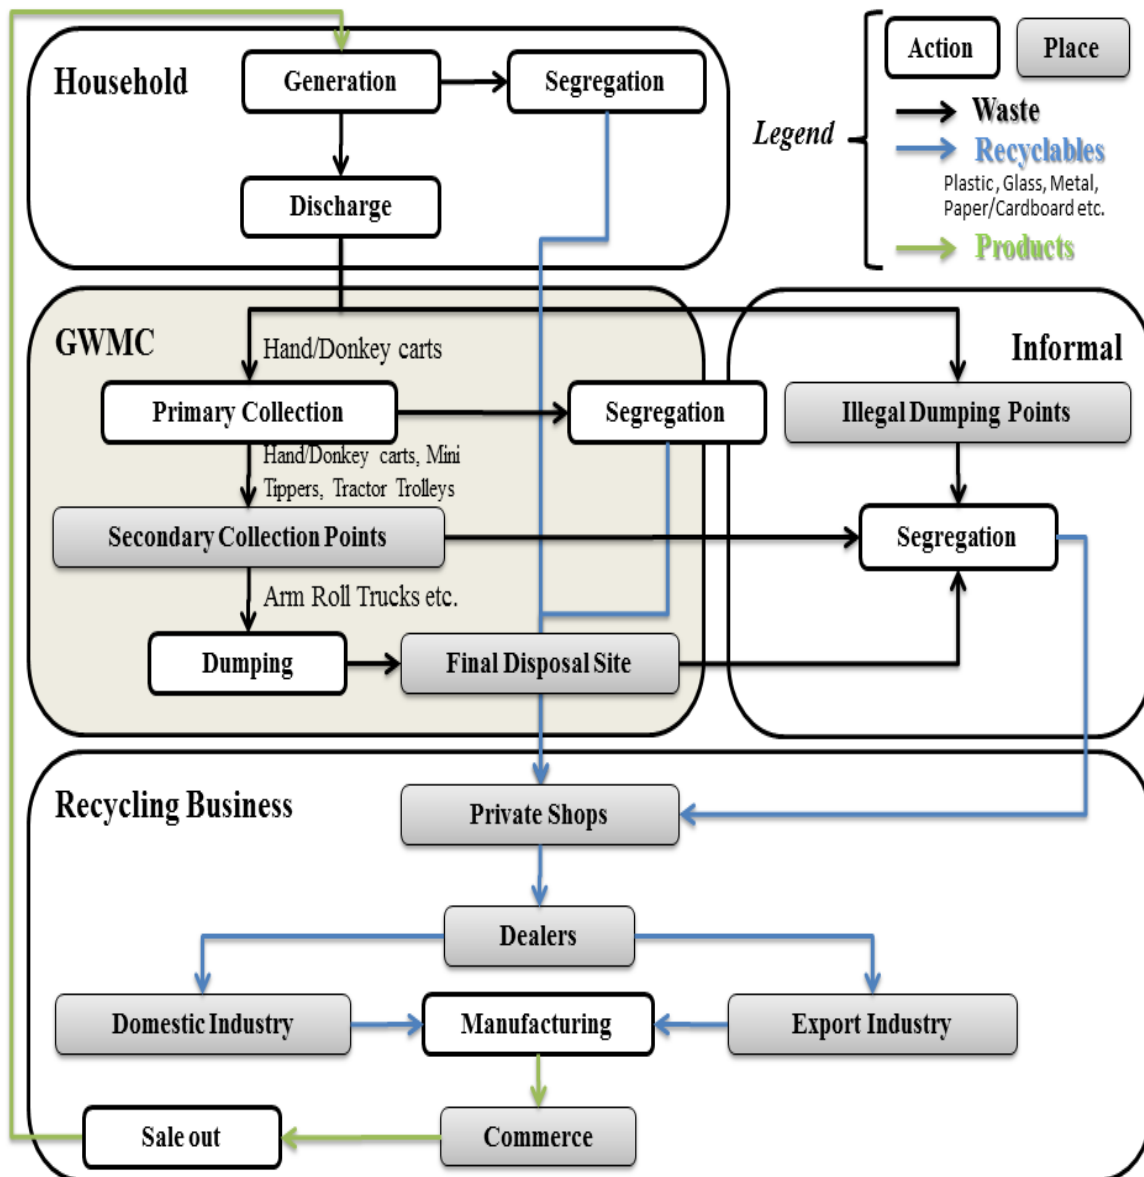 Household
Generation
Segregation
Discharge
Legend
Action
Place
Waste
Recyclables
Plastic , Glass, Metal,
Paper/Cardboard etc.
Products
GWMC
Hand/Donkey carts
Primary Collection
Segregation
Hand/Donkey carts, Mini
Tippers, Tractor Trolleys
Secondary Collection Points
Arm Roll Trucks etc.
Dumping
Final Disposal Site
Informal
Illegal Dumping Points
Segregation
Recycling Business
Private Shops
Dealers
Domestic Industry
Manufacturing
Export Industry
Sale out
Commerce